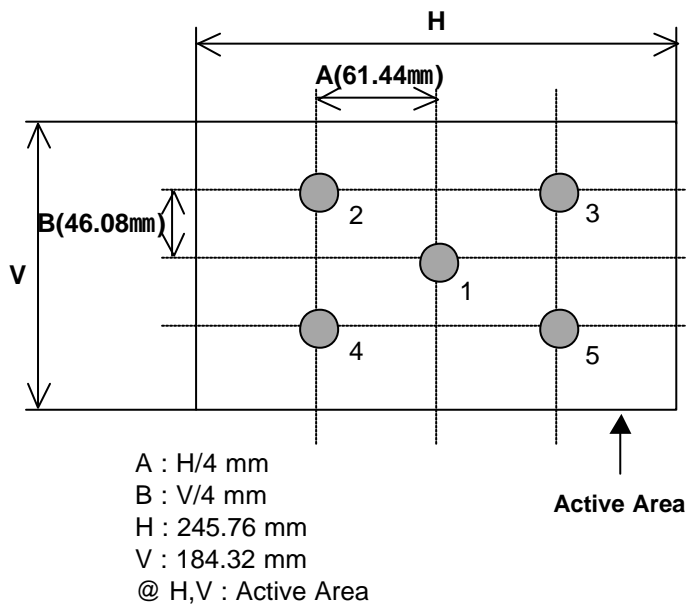 H
A(61.44mm)
2
3
B(46.08mm)
V
1
4
5
A : H/4 mm
B : V/4 mm
H : 245.76 mm
V : 184.32 mm
@ H,V : Active Area
Active Area